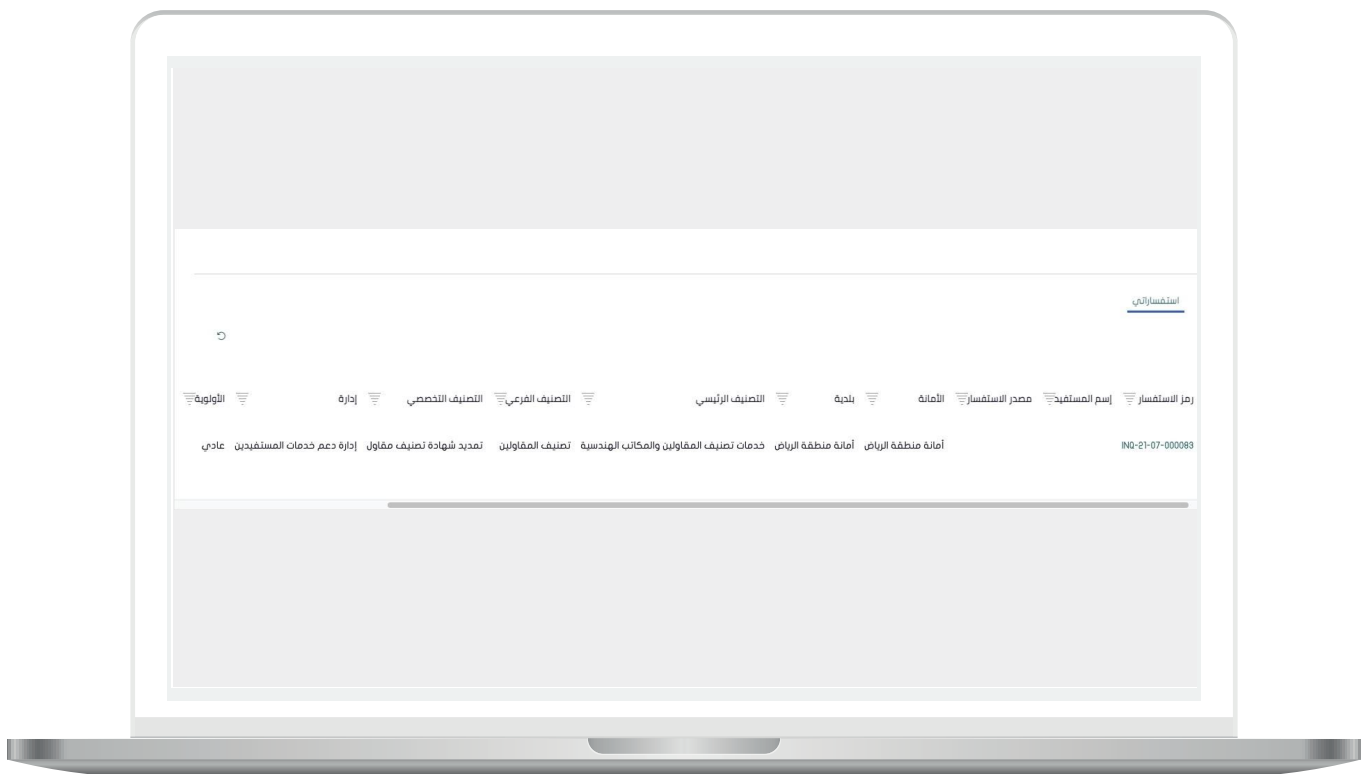 استفساراتي
رمز الاستفسار إسم المستفيد مصدر الاستفسار الأمانة بلدية التصنيف الرئيسي التصنيف الفرعي التصنيف التخصصي إدارة الأولوية
INQ-21-07-000083 أمانة منطقة الرياض أمانة منطقة الرياض خدمات تصنيف المقاولين والمكاتب الهندسية تصنيف المقاولين تمديد شهادة تصنيف مقاول إدارة دعم خدمات المستفيدين عادي